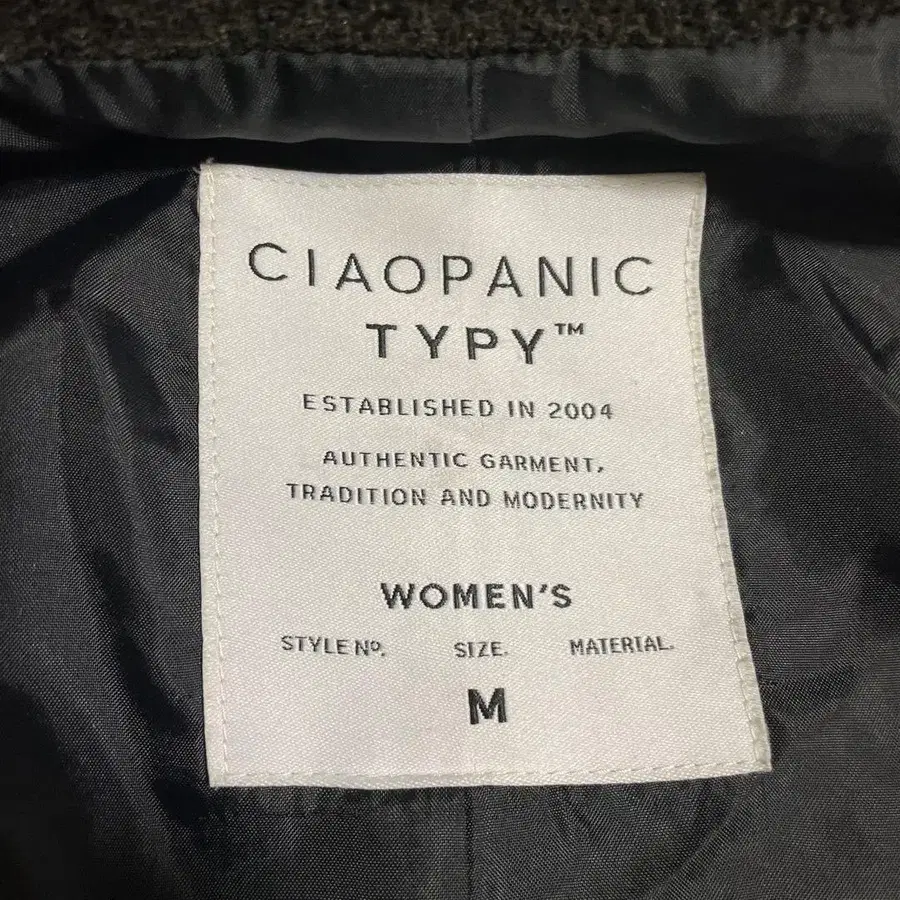 CIAOPANIC
TYPY™
ESTABLISHED IN 2004
AUTHENTIC GARMENT,
TRADITION AND MODERNITY
WOMEN'S
STYLE Nº. SIZE. MATERIAL.
M